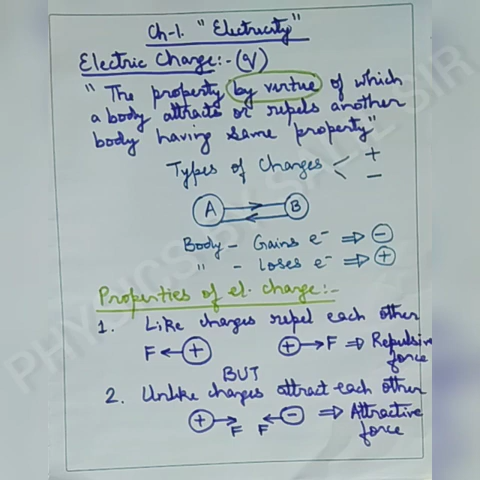 Ch-1. "Electricity"
Electric Charge:- (q)
"The property by virtue of which
a body attracts or repels another
body having same property"
Types of Charges < + -
A B
Body - Gains e⁻ ⇒ ⊖
" - Loses e⁻ ⇒ ⊕
Properties of el. charge:-
1. Like charges repel each other
F ← ⊕ ⊕ → F ⇒ Repulsive force
BUT
2. Unlike charges attract each other
⊕ → F F ← ⊖ ⇒ Attractive force